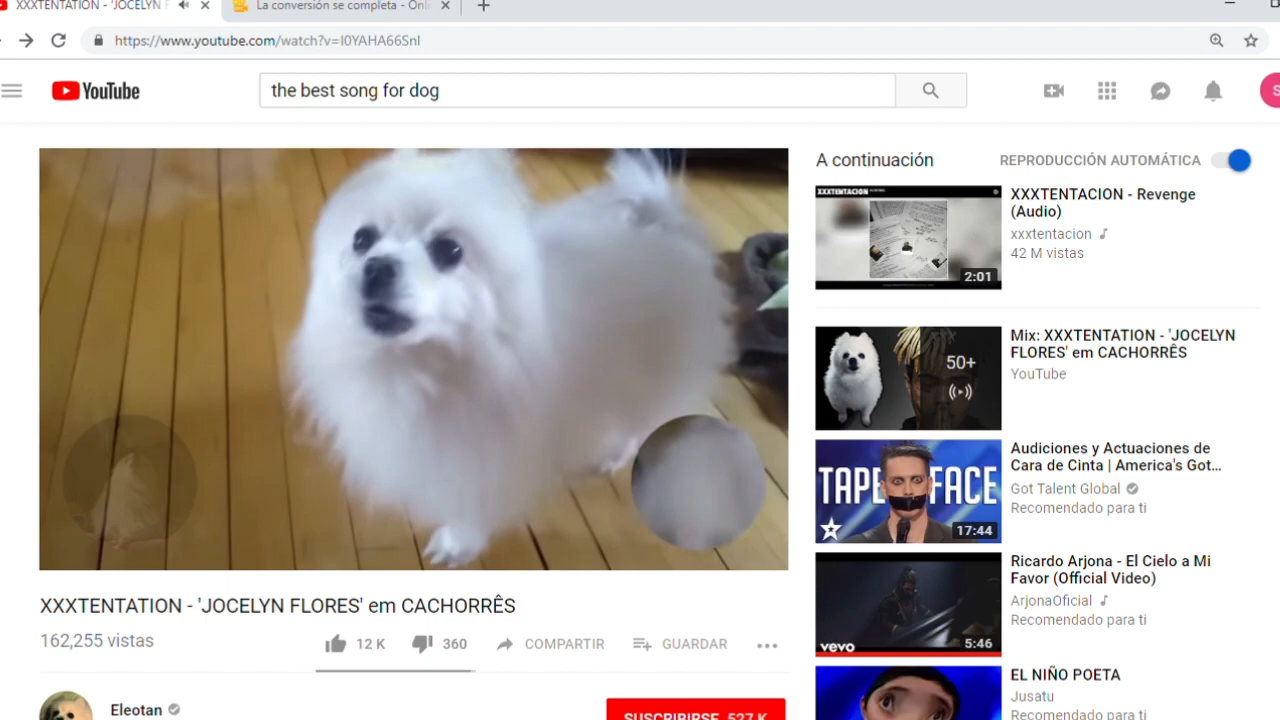 XXXTENTATION - 'JOCELYN F
La conversión se completa - Onli
https://www.youtube.com/watch?v=I0YAHA66SnI
YouTube
the best song for dog
S
A continuación
REPRODUCCIÓN AUTOMÁTICA
XXXTENTACION
2:01
XXXTENTACION - Revenge
(Audio)
xxxtentacion
42 M vistas
50+
Mix: XXXTENTATION - 'JOCELYN
FLORES' em CACHORRÊS
YouTube
TAPE FACE
17:44
Audiciones y Actuaciones de
Cara de Cinta | America's Got...
Got Talent Global
Recomendado para ti
vevo
5:46
Ricardo Arjona - El Cielo a Mi
Favor (Official Video)
ArjonaOficial
Recomendado para ti
EL NIÑO POETA
Jusatu
Recomendado para ti
XXXTENTATION - 'JOCELYN FLORES' em CACHORRÊS
162,255 vistas
12 K
360
COMPARTIR
GUARDAR
Eleotan
SUSCRIBIRSE 527 K